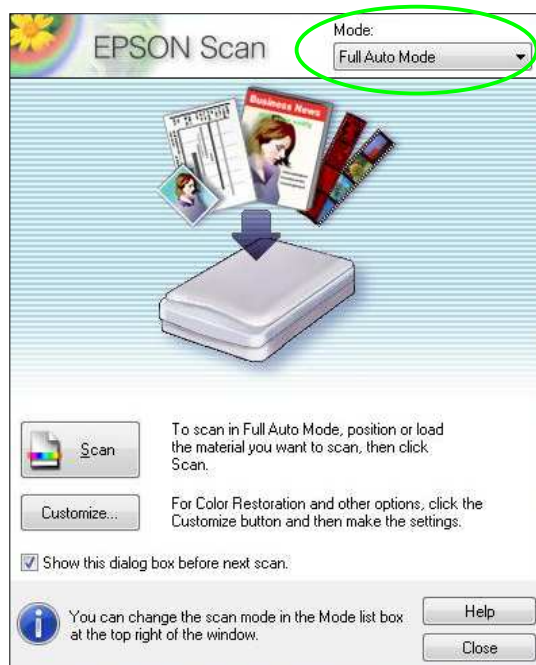 EPSON Scan
Mode:
Full Auto Mode
Business News
Scan
To scan in Full Auto Mode, position or load
the material you want to scan, then click
Scan.
Customize...
For Color Restoration and other options, click the
Customize button and then make the settings.
Show this dialog box before next scan.
You can change the scan mode in the Mode list box
at the top right of the window.
Help
Close